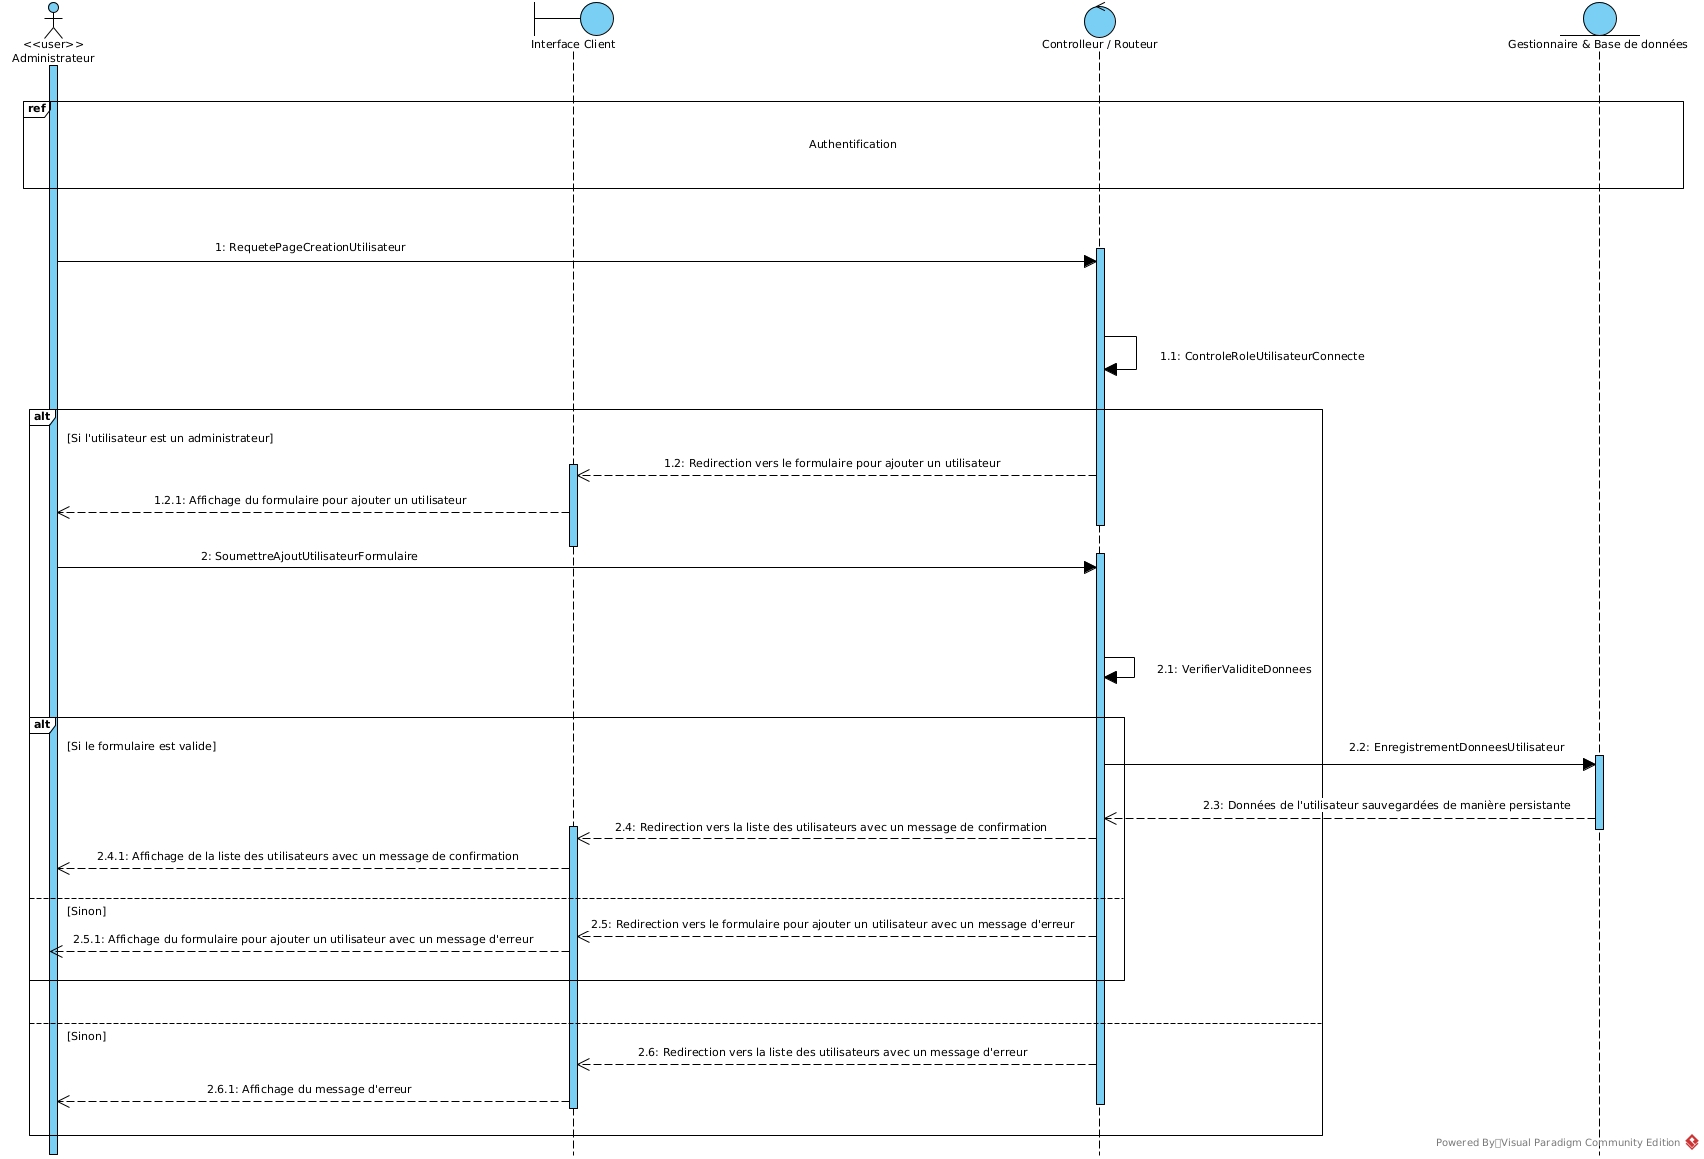 <<user>>
Administrateur
Interface Client
Controlleur / Routeur
Gestionnaire & Base de données
ref
Authentification
1: RequetePageCreationUtilisateur
1.1: ControleRoleUtilisateurConnecte
alt
[Si l'utilisateur est un administrateur]
1.2: Redirection vers le formulaire pour ajouter un utilisateur
1.2.1: Affichage du formulaire pour ajouter un utilisateur
2: SoumettreAjoutUtilisateurFormulaire
2.1: VerifierValiditeDonnees
alt
[Si le formulaire est valide]
2.2: EnregistrementDonneesUtilisateur
2.3: Données de l'utilisateur sauvegardées de manière persistante
2.4: Redirection vers la liste des utilisateurs avec un message de confirmation
2.4.1: Affichage de la liste des utilisateurs avec un message de confirmation
[Sinon]
2.5: Redirection vers le formulaire pour ajouter un utilisateur avec un message d'erreur
2.5.1: Affichage du formulaire pour ajouter un utilisateur avec un message d'erreur
[Sinon]
2.6: Redirection vers la liste des utilisateurs avec un message d'erreur
2.6.1: Affichage du message d'erreur
Powered By Visual Paradigm Community Edition